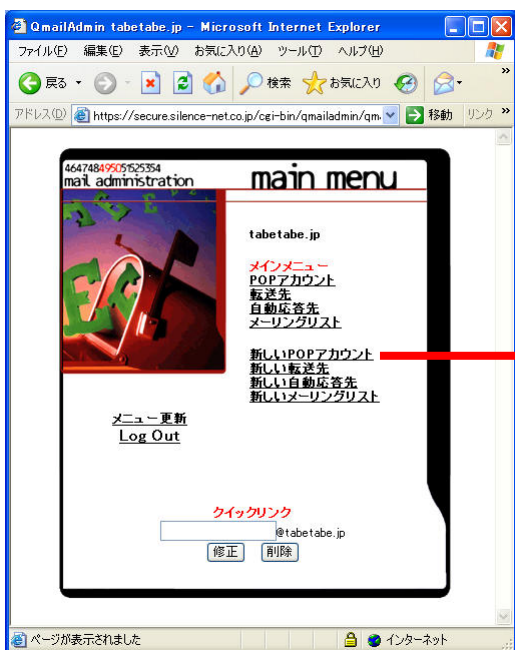 QmailAdmin tabetabe.jp - Microsoft Internet Explorer
ファイル(F) 編集(E) 表示(V) お気に入り(A) ツール(T) ヘルプ(H)
戻る 検索 お気に入り
アドレス(D) https://secure.silence-net.co.jp/cgi-bin/qmailadmin/qm 移動 リンク
4647484950515253​54
mail administration
main menu
tabetabe.jp
メインメニュー
POPアカウント
転送先
自動応答先
メーリングリスト
新しいPOPアカウント
新しい転送先
新しい自動応答先
新しいメーリングリスト
メニュー更新
Log Out
クイックリンク
@tabetabe.jp
修正 削除
ページが表示されました インターネット